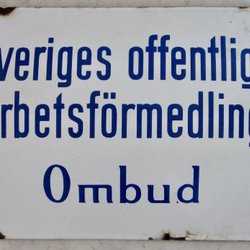 veriges offentlig
rbetsförmedling
Ombud